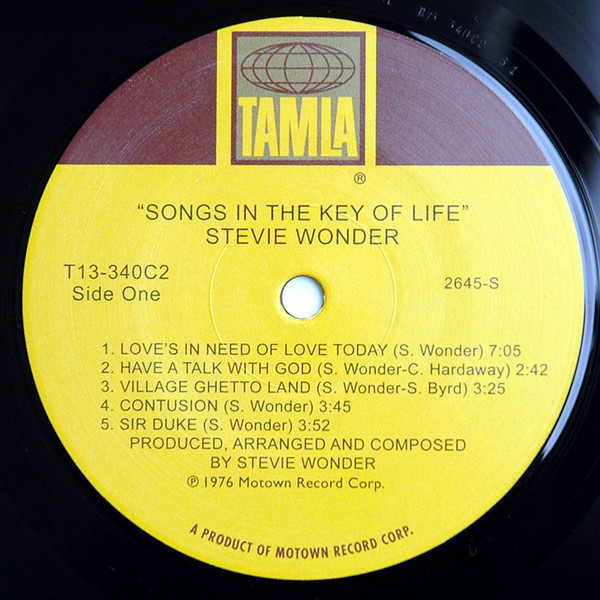 TAMLA
®
"SONGS IN THE KEY OF LIFE"
STEVIE WONDER
T13-340C2
Side One
2645-S
1. LOVE'S IN NEED OF LOVE TODAY (S. Wonder) 7:05
2. HAVE A TALK WITH GOD (S. Wonder-C. Hardaway) 2:42
3. VILLAGE GHETTO LAND (S. Wonder-S. Byrd) 3:25
4. CONTUSION (S. Wonder) 3:45
5. SIR DUKE (S. Wonder) 3:52
PRODUCED, ARRANGED AND COMPOSED
BY STEVIE WONDER
℗ 1976 Motown Record Corp.
A PRODUCT OF MOTOWN RECORD CORP.